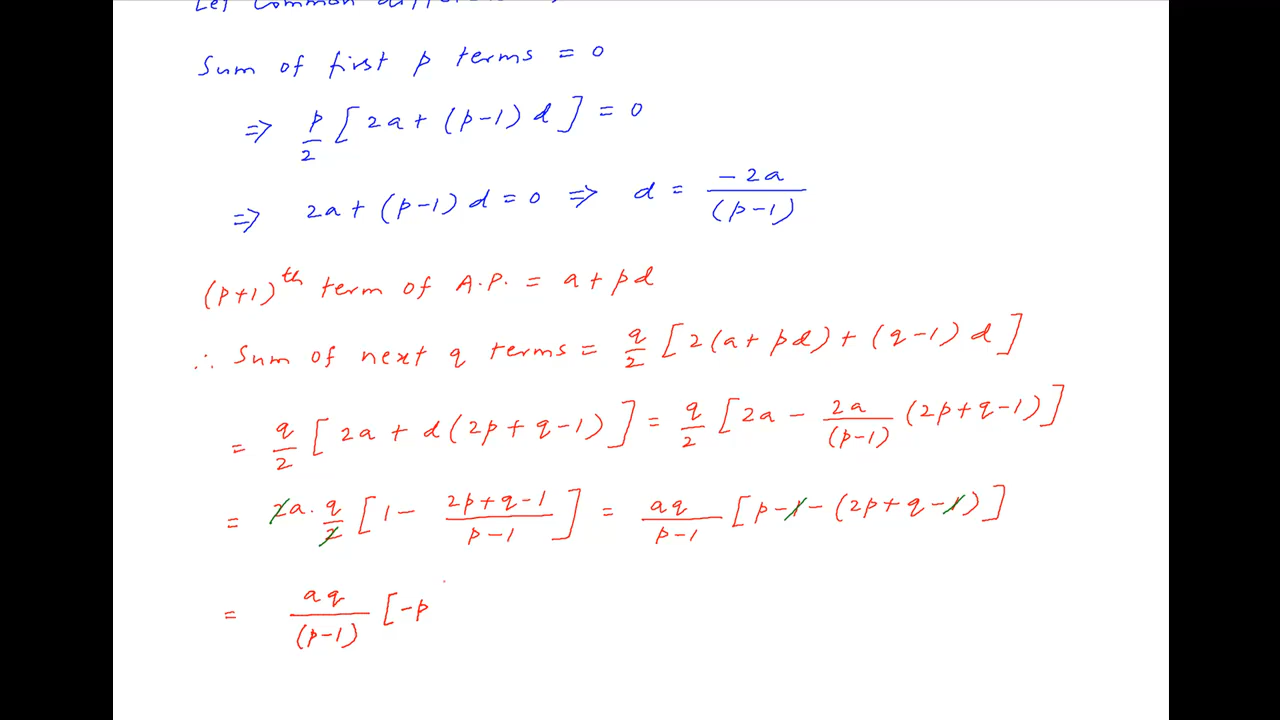 Let common
Sum of first p terms = 0
⇒ p/2 [2a + (p-1) d] = 0
⇒ 2a + (p-1) d = 0 ⇒ d = -2a/(p-1)
(p+1)^th term of A.P. = a + pd
∴ Sum of next q terms = q/2 [2(a + pd) + (q-1) d]
= q/2 [2a + d(2p + q-1)] = q/2 [2a - 2a/(p-1) (2p+q-1)]
= 2a. q/2 [1 - 2p+q-1/p-1] = aq/p-1 [p-1-(2p+q-1)]
= aq/(p-1) [-p